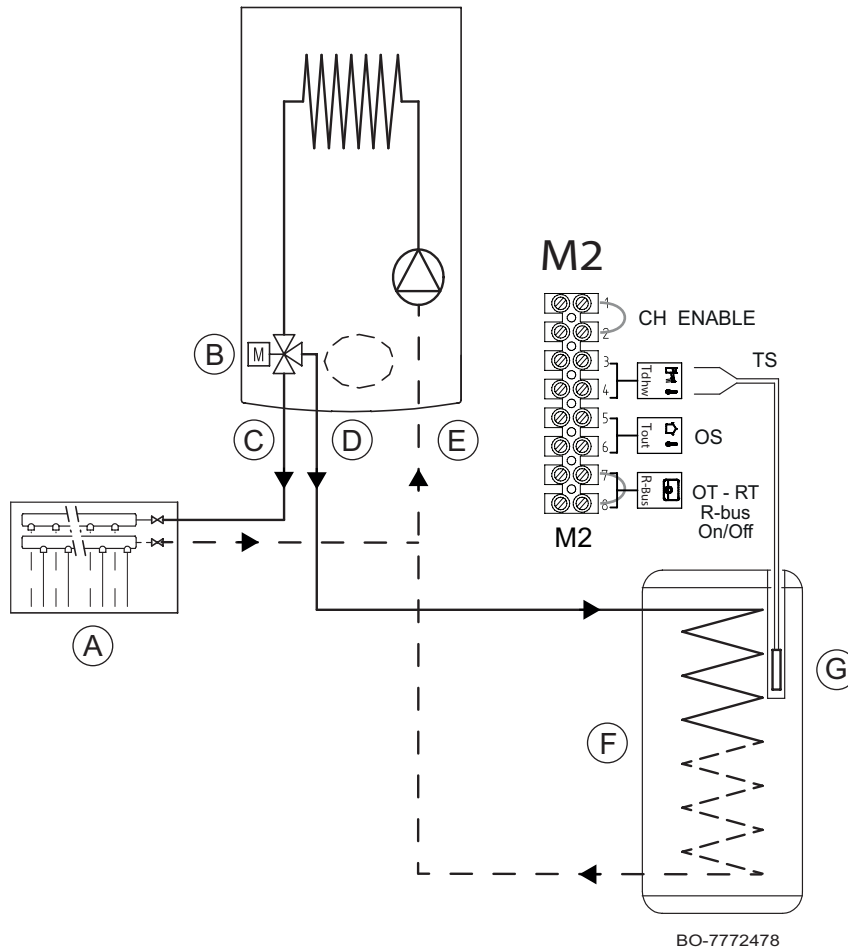 M2
1
CH ENABLE
2
B
M
3
Tdhw
TS
4
5
Tout
OS
6
C
D
E
7
R-Bus
OT - RT
R-bus
On/Off
8
M2
A
G
F
BO-7772478